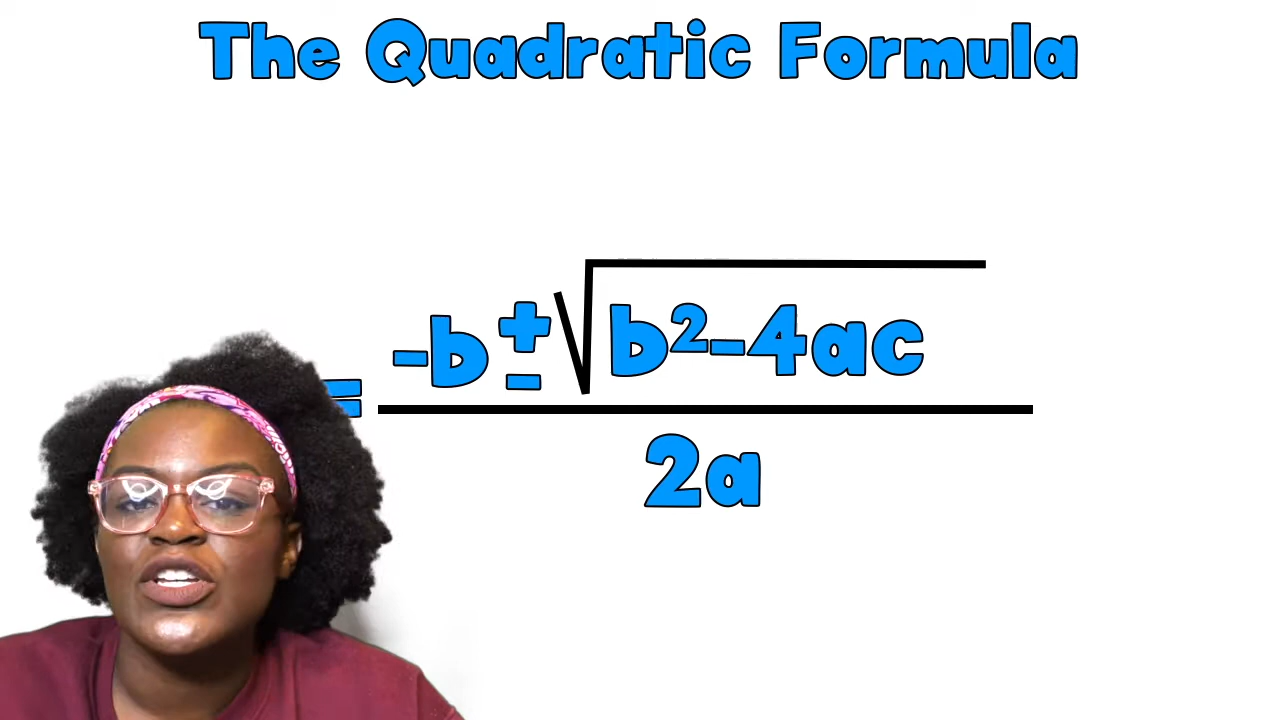 The Quadratic Formula
= -b ± √b²-4ac
2a